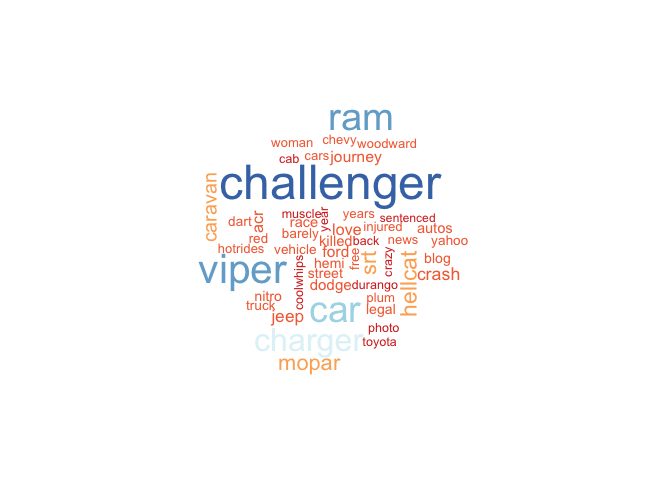 ram
woman
chevy
woodward
cab
cars
journey
challenger
caravan
dart
acr
muscle
year
years
sentenced
red
race
barely
love
injured
autos
hotrides
vehicle
killed
back
news
yahoo
ford
free
srt
crazy
blog
viper
coolwhips
hemi
street
hellcat
crash
dodge
durango
nitro
truck
plum
legal
jeep
car
photo
charger
toyota
mopar